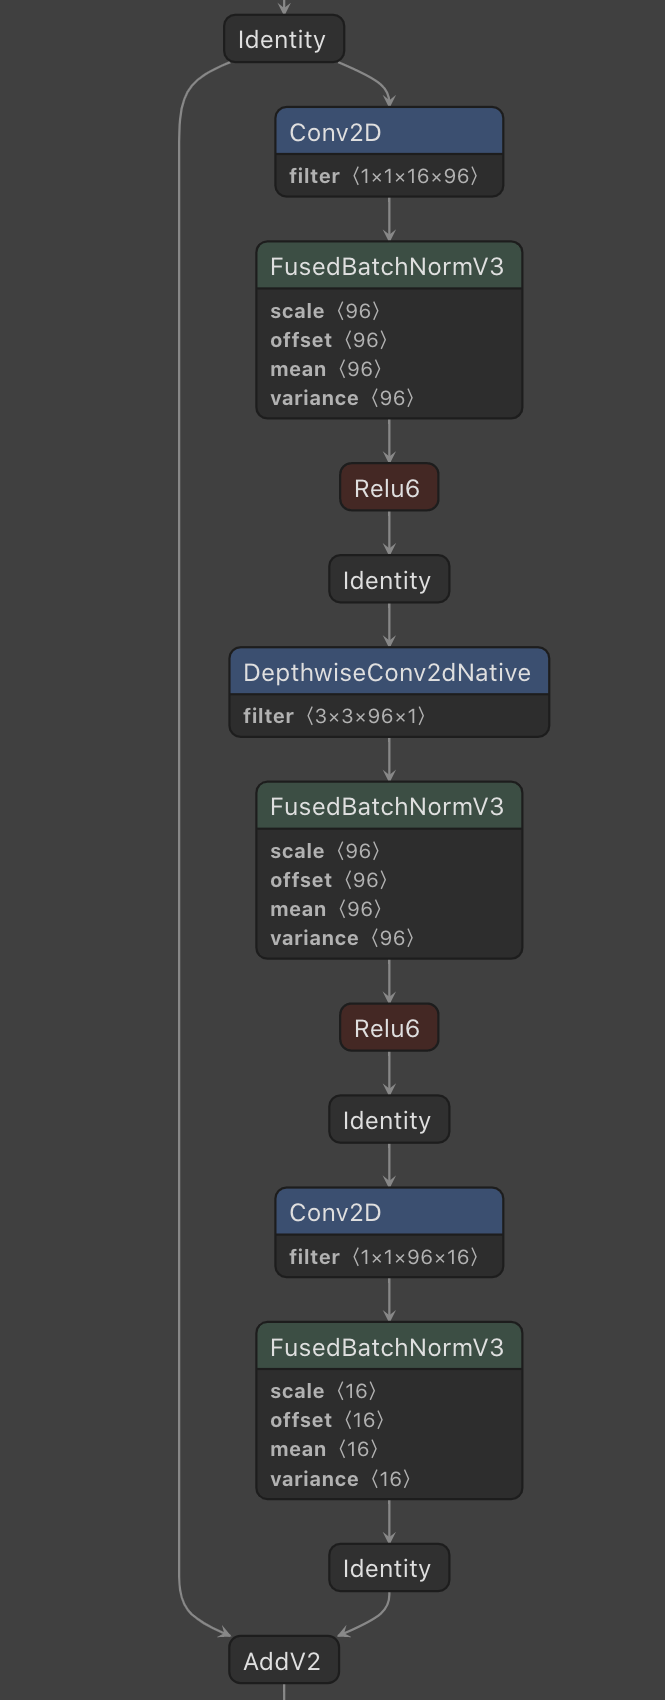 Identity
Conv2D
filter ⟨1×1×16×96⟩
FusedBatchNormV3
scale ⟨96⟩
offset ⟨96⟩
mean ⟨96⟩
variance ⟨96⟩
Relu6
Identity
DepthwiseConv2dNative
filter ⟨3×3×96×1⟩
FusedBatchNormV3
scale ⟨96⟩
offset ⟨96⟩
mean ⟨96⟩
variance ⟨96⟩
Relu6
Identity
Conv2D
filter ⟨1×1×96×16⟩
FusedBatchNormV3
scale ⟨16⟩
offset ⟨16⟩
mean ⟨16⟩
variance ⟨16⟩
Identity
AddV2